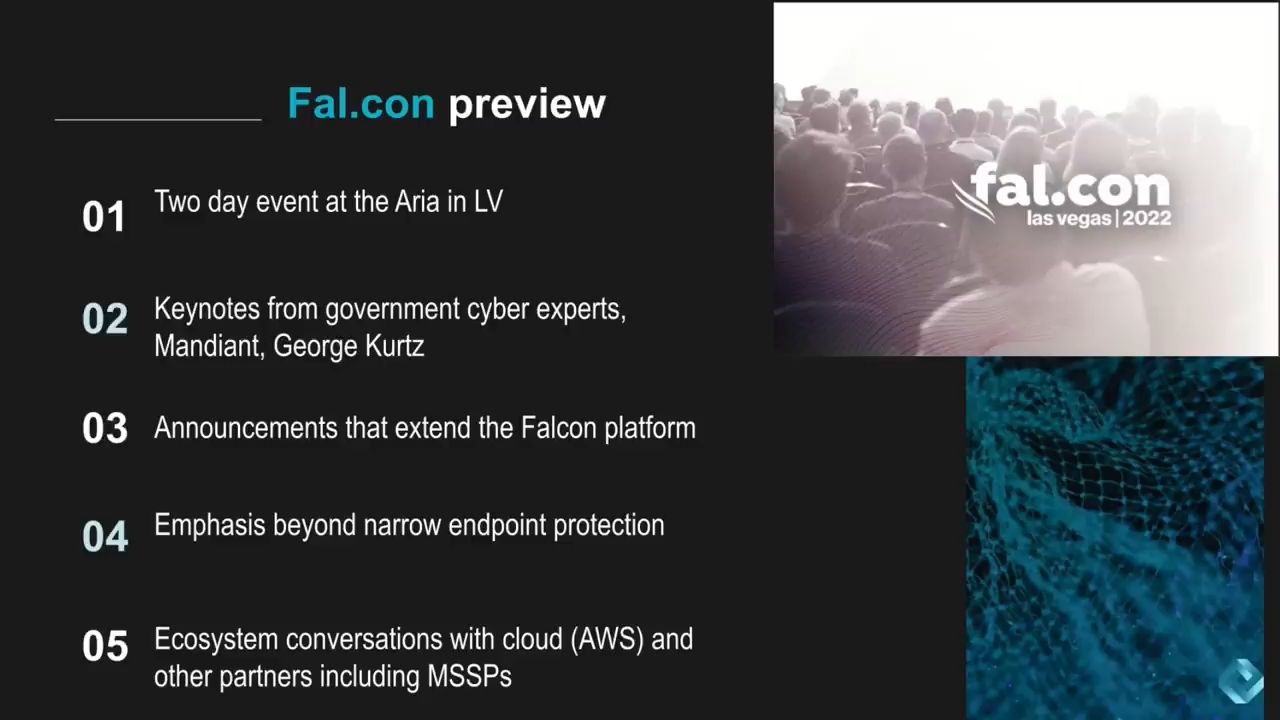 Fal.con preview
01 Two day event at the Aria in LV
02 Keynotes from government cyber experts,
Mandiant, George Kurtz
03 Announcements that extend the Falcon platform
04 Emphasis beyond narrow endpoint protection
05 Ecosystem conversations with cloud (AWS) and
other partners including MSSPs
fal.con
las vegas | 2022